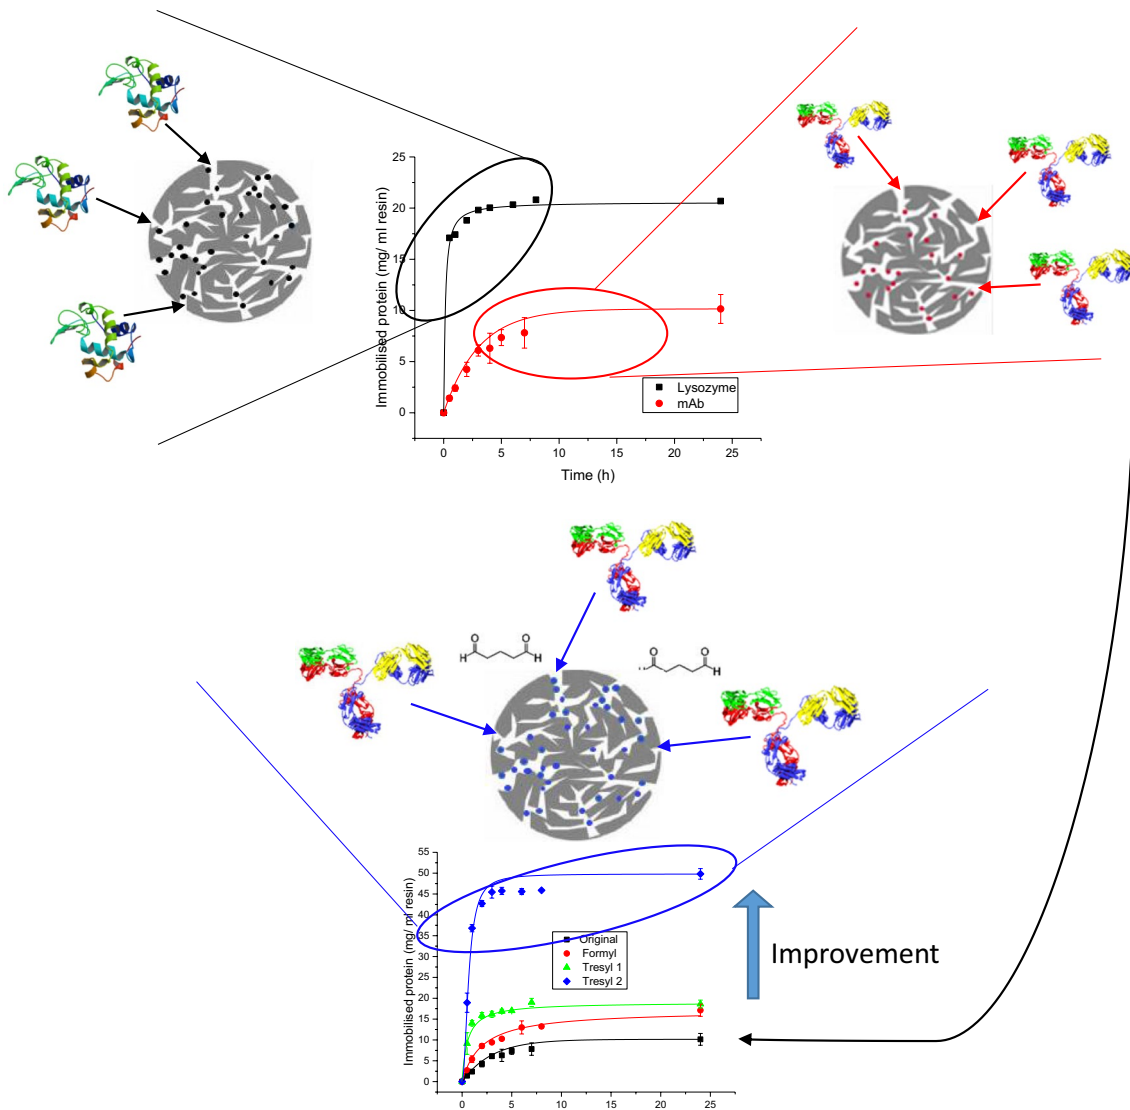 25
20
15
10
5
0
Immobilised protein (mg/ ml resin)
Lysozyme
mAb
0 5 10 15 20 25
Time (h)
O O
H H
O O
H
55
50
45
40
35
30
25
20
15
10
5
0
Immobilised protein (mg/ ml resin)
Original
Formyl
Tresyl 1
Tresyl 2
Improvement
0 5 10 15 20 25